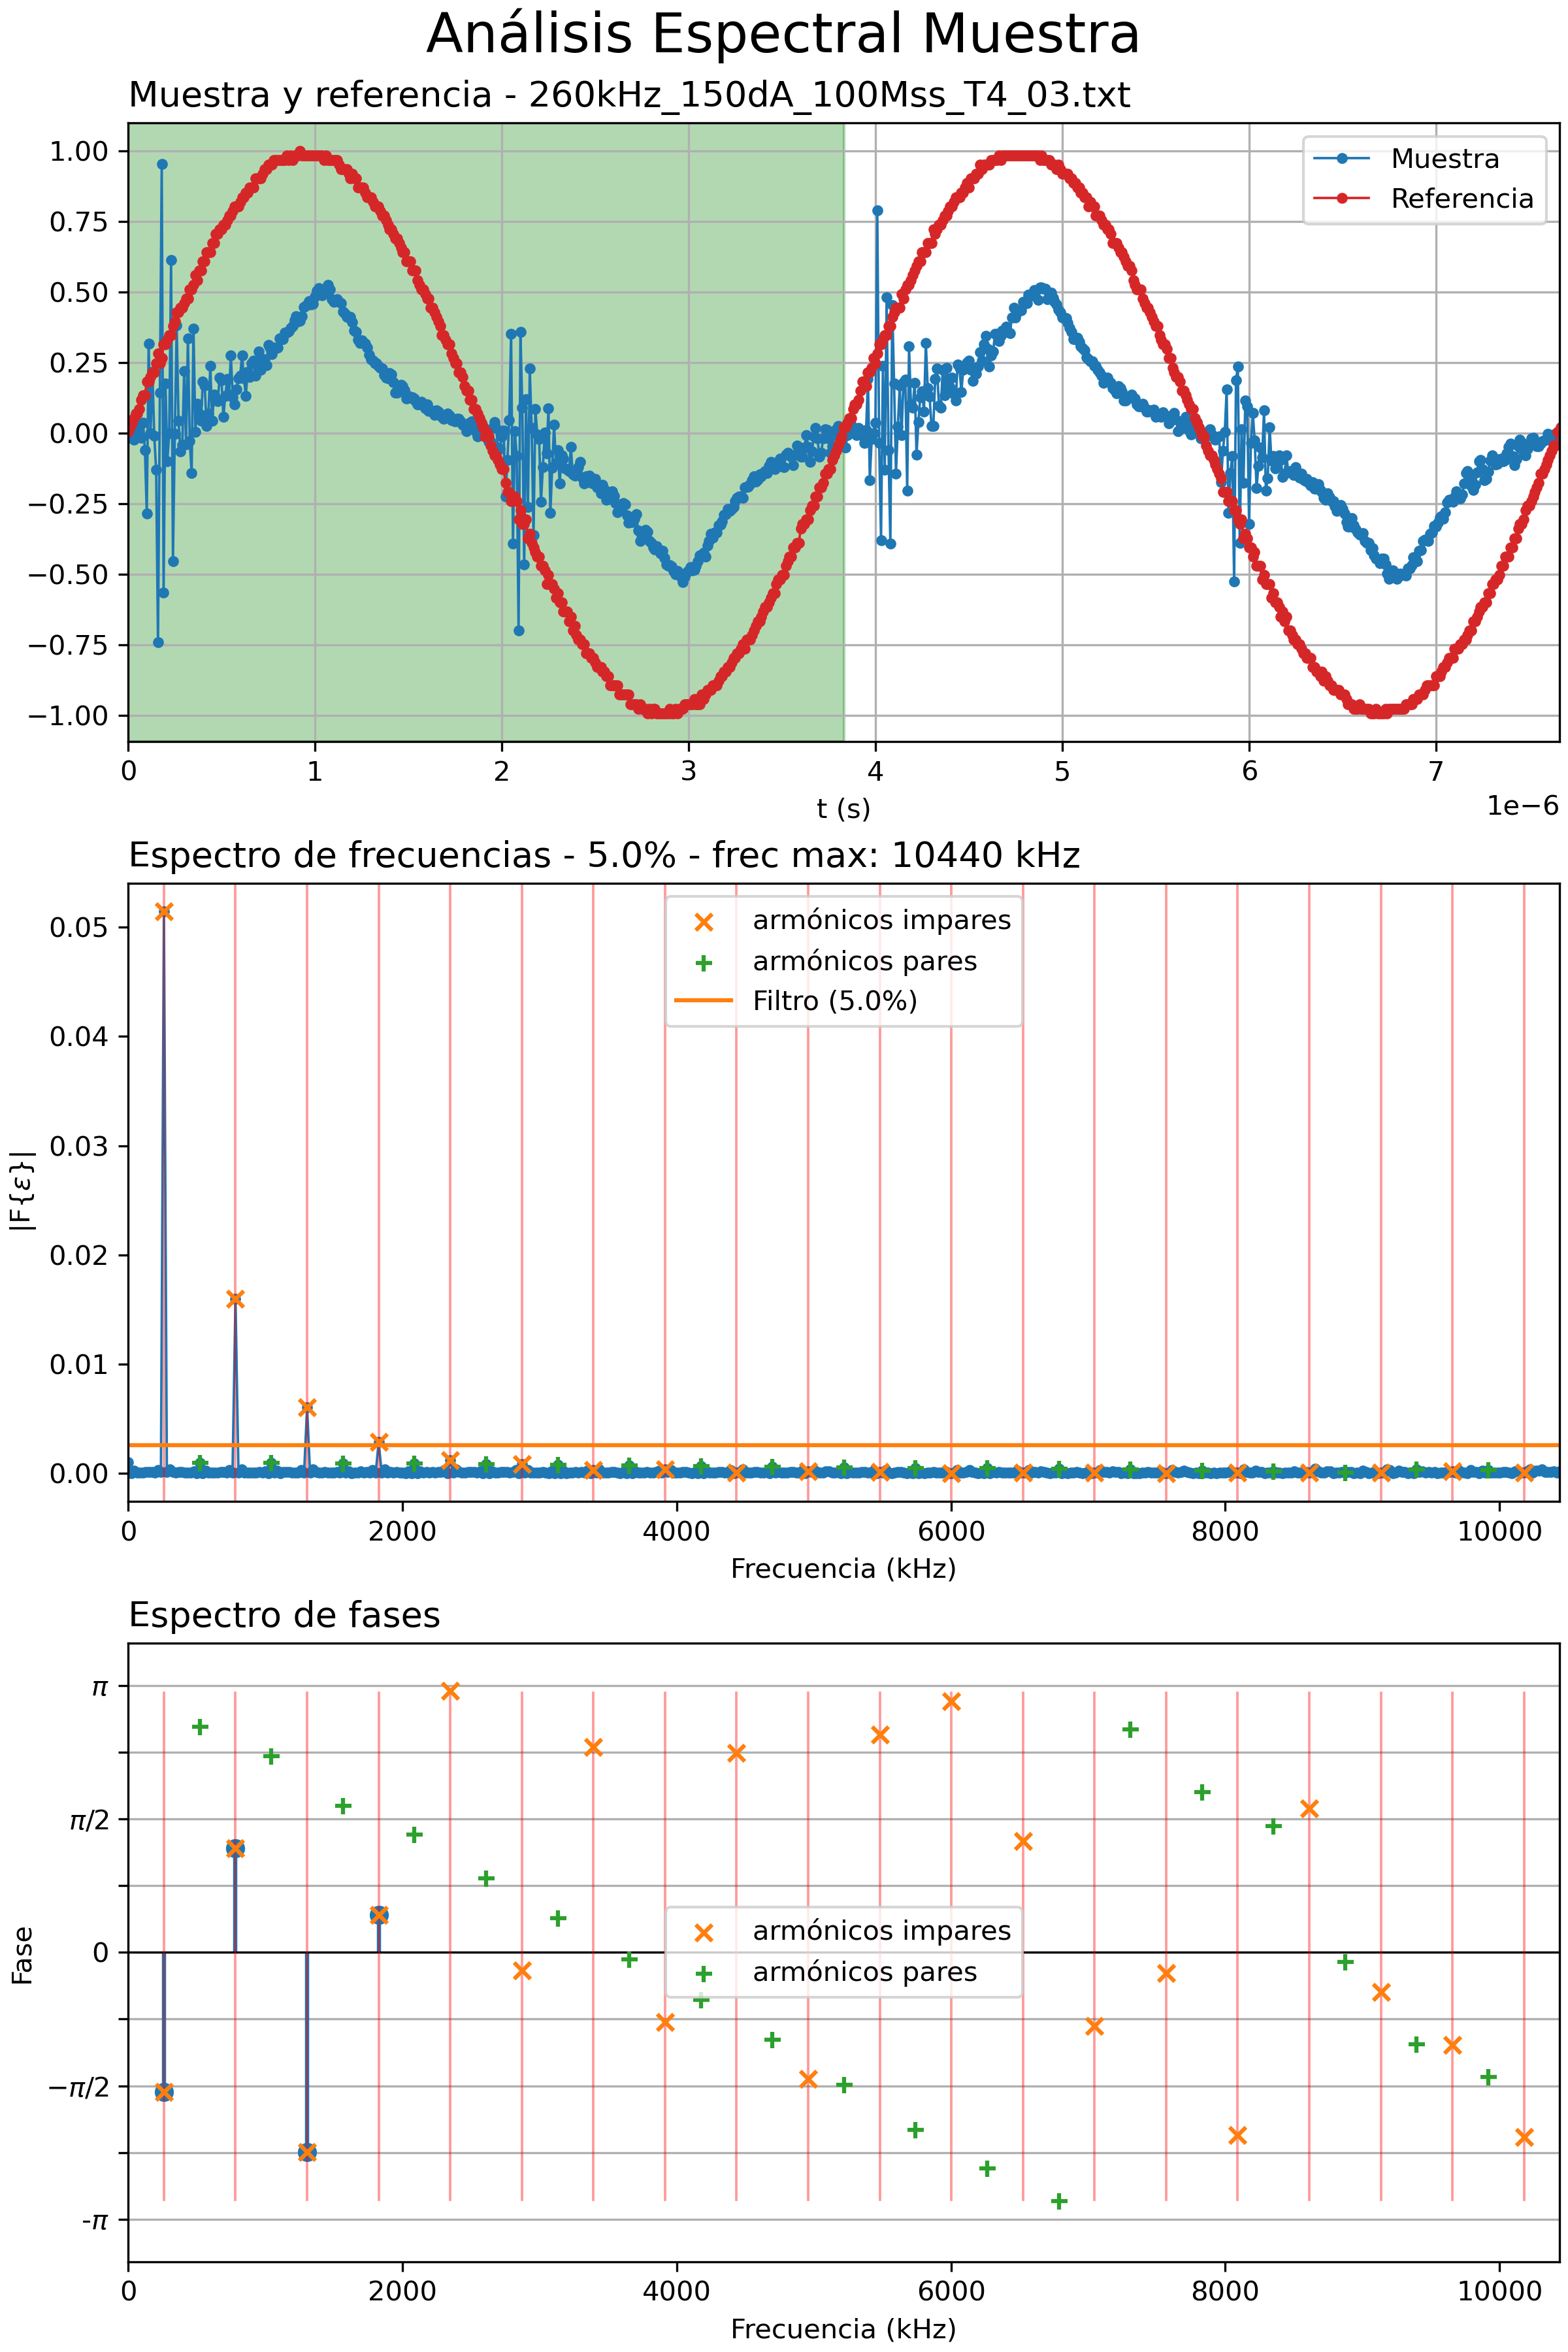 Análisis Espectral Muestra
Muestra y referencia - 260kHz_150dA_100Mss_T4_03.txt
Muestra
Referencia
1.00
0.75
0.50
0.25
0.00
−0.25
−0.50
−0.75
−1.00
0 1 2 3 4 5 6 7
t (s)
1e−6
Espectro de frecuencias - 5.0% - frec max: 10440 kHz
armónicos impares
armónicos pares
Filtro (5.0%)
0.05
0.04
0.03
0.02
0.01
0.00
|F{ε}|
0 2000 4000 6000 8000 10000
Frecuencia (kHz)
Espectro de fases
π
π/2
0
−π/2
-π
Fase
armónicos impares
armónicos pares
0 2000 4000 6000 8000 10000
Frecuencia (kHz)